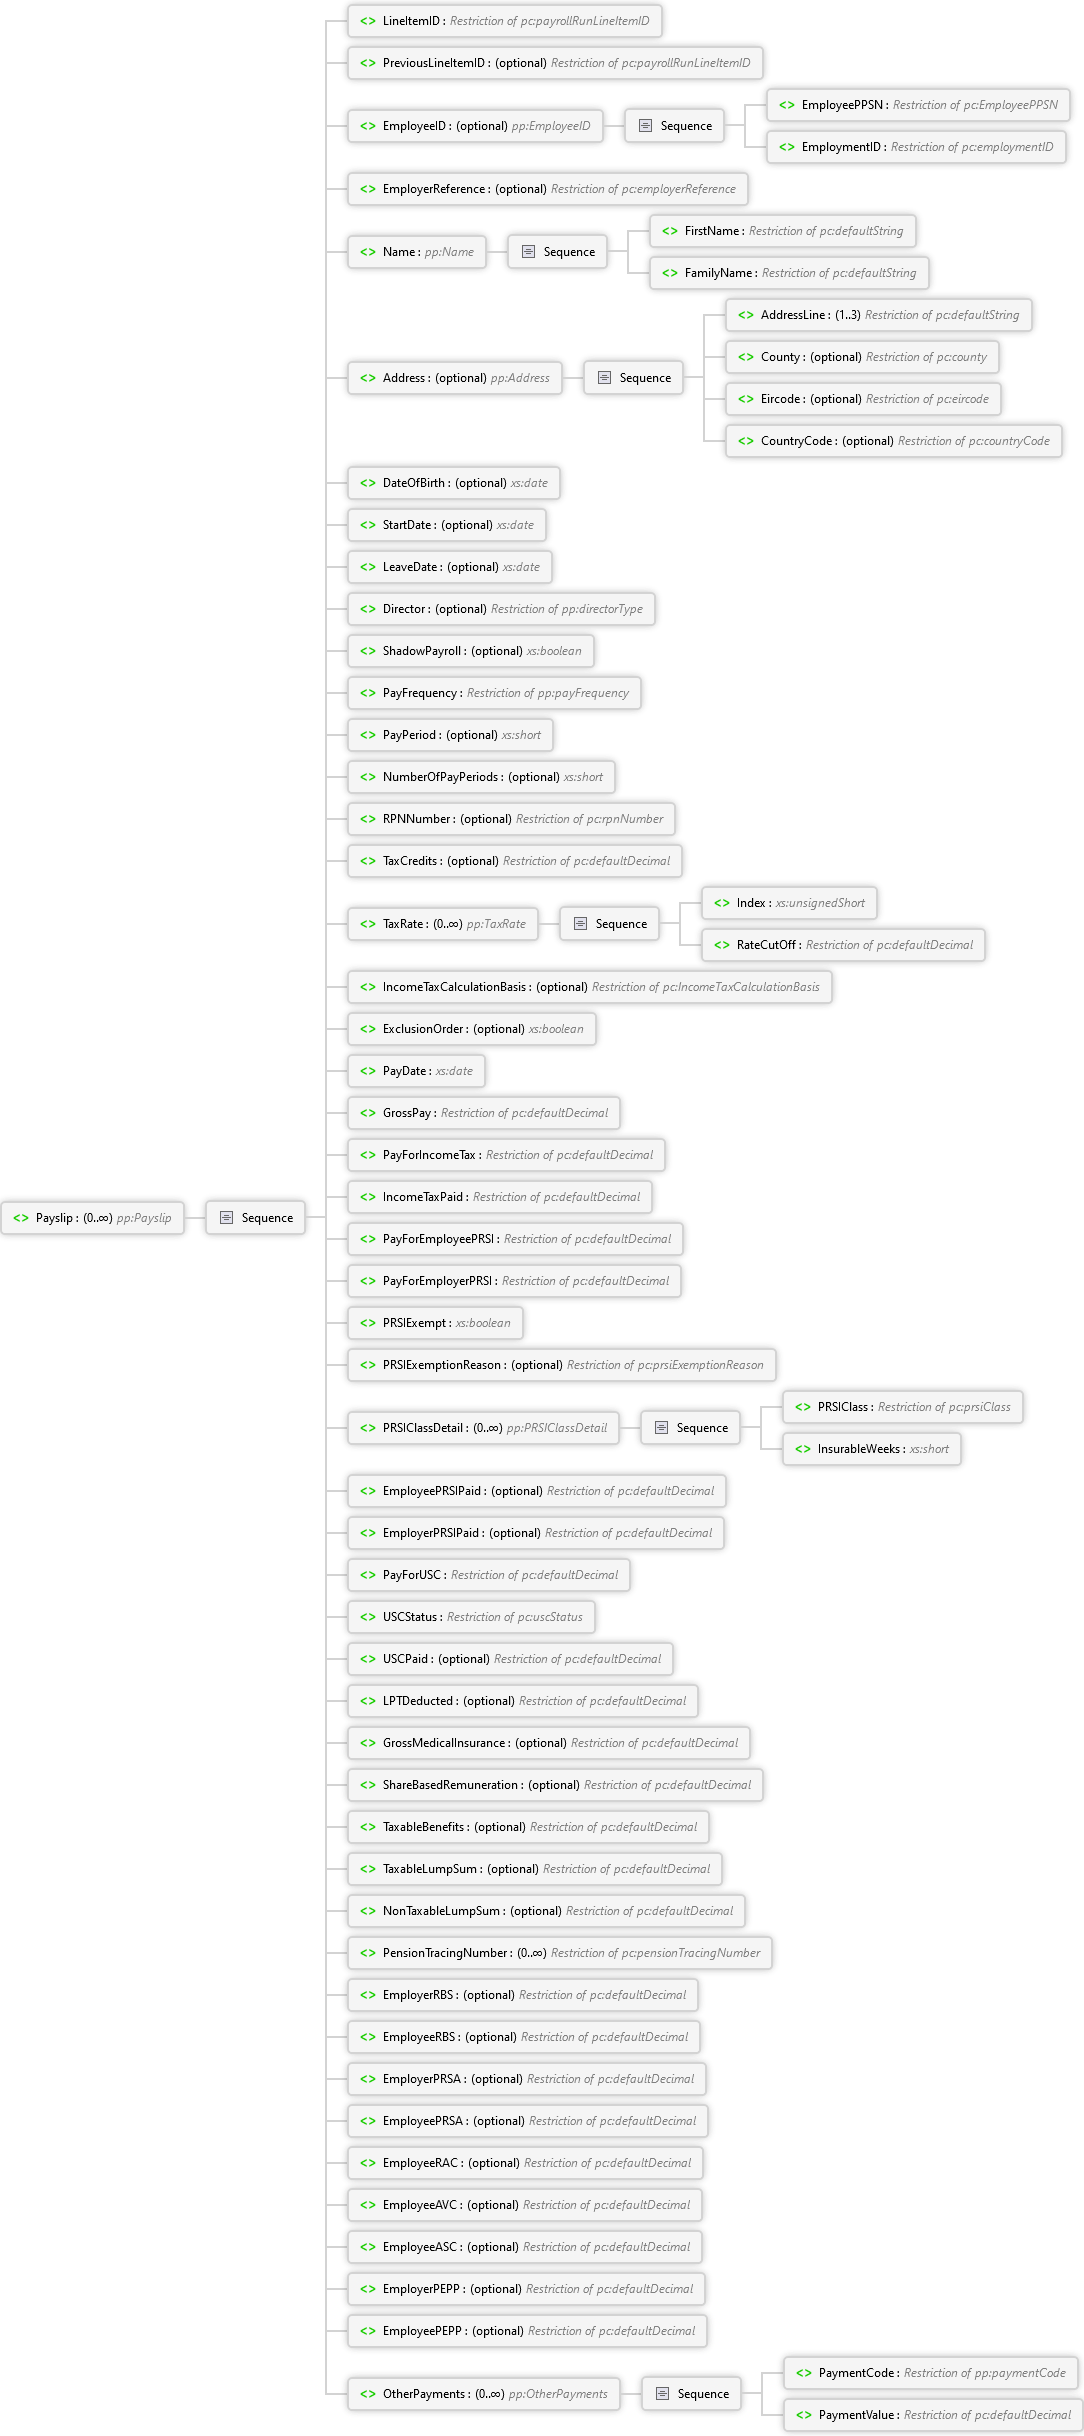 <> LineItemID : Restriction of pc:payrollRunLineItemID
<> PreviousLineItemID : (optional) Restriction of pc:payrollRunLineItemID
<> EmployeeID : (optional) pp:EmployeeID
Sequence
<> EmployeePPSN : Restriction of pc:EmployeePPSN
<> EmploymentID : Restriction of pc:employmentID
<> EmployerReference : (optional) Restriction of pc:employerReference
<> Name : pp:Name
Sequence
<> FirstName : Restriction of pc:defaultString
<> FamilyName : Restriction of pc:defaultString
<> Address : (optional) pp:Address
Sequence
<> AddressLine : (1..3) Restriction of pc:defaultString
<> County : (optional) Restriction of pc:county
<> Eircode : (optional) Restriction of pc:eircode
<> CountryCode : (optional) Restriction of pc:countryCode
<> DateOfBirth : (optional) xs:date
<> StartDate : (optional) xs:date
<> LeaveDate : (optional) xs:date
<> Director : (optional) Restriction of pp:directorType
<> ShadowPayroll : (optional) xs:boolean
<> PayFrequency : Restriction of pp:payFrequency
<> PayPeriod : (optional) xs:short
<> NumberOfPayPeriods : (optional) xs:short
<> RPNNumber : (optional) Restriction of pc:rpnNumber
<> TaxCredits : (optional) Restriction of pc:defaultDecimal
<> TaxRate : (0..∞) pp:TaxRate
Sequence
<> Index : xs:unsignedShort
<> RateCutOff : Restriction of pc:defaultDecimal
<> IncomeTaxCalculationBasis : (optional) Restriction of pc:IncomeTaxCalculationBasis
<> ExclusionOrder : (optional) xs:boolean
<> PayDate : xs:date
<> GrossPay : Restriction of pc:defaultDecimal
<> PayForIncomeTax : Restriction of pc:defaultDecimal
<> IncomeTaxPaid : Restriction of pc:defaultDecimal
<> Payslip : (0..∞) pp:Payslip
Sequence
<> PayForEmployeePRSI : Restriction of pc:defaultDecimal
<> PayForEmployerPRSI : Restriction of pc:defaultDecimal
<> PRSIExempt : xs:boolean
<> PRSIExemptionReason : (optional) Restriction of pc:prsiExemptionReason
<> PRSIClassDetail : (0..∞) pp:PRSIClassDetail
Sequence
<> PRSIClass : Restriction of pc:prsiClass
<> InsurableWeeks : xs:short
<> EmployeePRSIPaid : (optional) Restriction of pc:defaultDecimal
<> EmployerPRSIPaid : (optional) Restriction of pc:defaultDecimal
<> PayForUSC : Restriction of pc:defaultDecimal
<> USCStatus : Restriction of pc:uscStatus
<> USCPaid : (optional) Restriction of pc:defaultDecimal
<> LPTDeducted : (optional) Restriction of pc:defaultDecimal
<> GrossMedicalInsurance : (optional) Restriction of pc:defaultDecimal
<> ShareBasedRemuneration : (optional) Restriction of pc:defaultDecimal
<> TaxableBenefits : (optional) Restriction of pc:defaultDecimal
<> TaxableLumpSum : (optional) Restriction of pc:defaultDecimal
<> NonTaxableLumpSum : (optional) Restriction of pc:defaultDecimal
<> PensionTracingNumber : (0..∞) Restriction of pc:pensionTracingNumber
<> EmployerRBS : (optional) Restriction of pc:defaultDecimal
<> EmployeeRBS : (optional) Restriction of pc:defaultDecimal
<> EmployerPRSA : (optional) Restriction of pc:defaultDecimal
<> EmployeePRSA : (optional) Restriction of pc:defaultDecimal
<> EmployeeRAC : (optional) Restriction of pc:defaultDecimal
<> EmployeeAVC : (optional) Restriction of pc:defaultDecimal
<> EmployeeASC : (optional) Restriction of pc:defaultDecimal
<> EmployerPEPP : (optional) Restriction of pc:defaultDecimal
<> EmployeePEPP : (optional) Restriction of pc:defaultDecimal
<> OtherPayments : (0..∞) pp:OtherPayments
Sequence
<> PaymentCode : Restriction of pp:paymentCode
<> PaymentValue : Restriction of pc:defaultDecimal